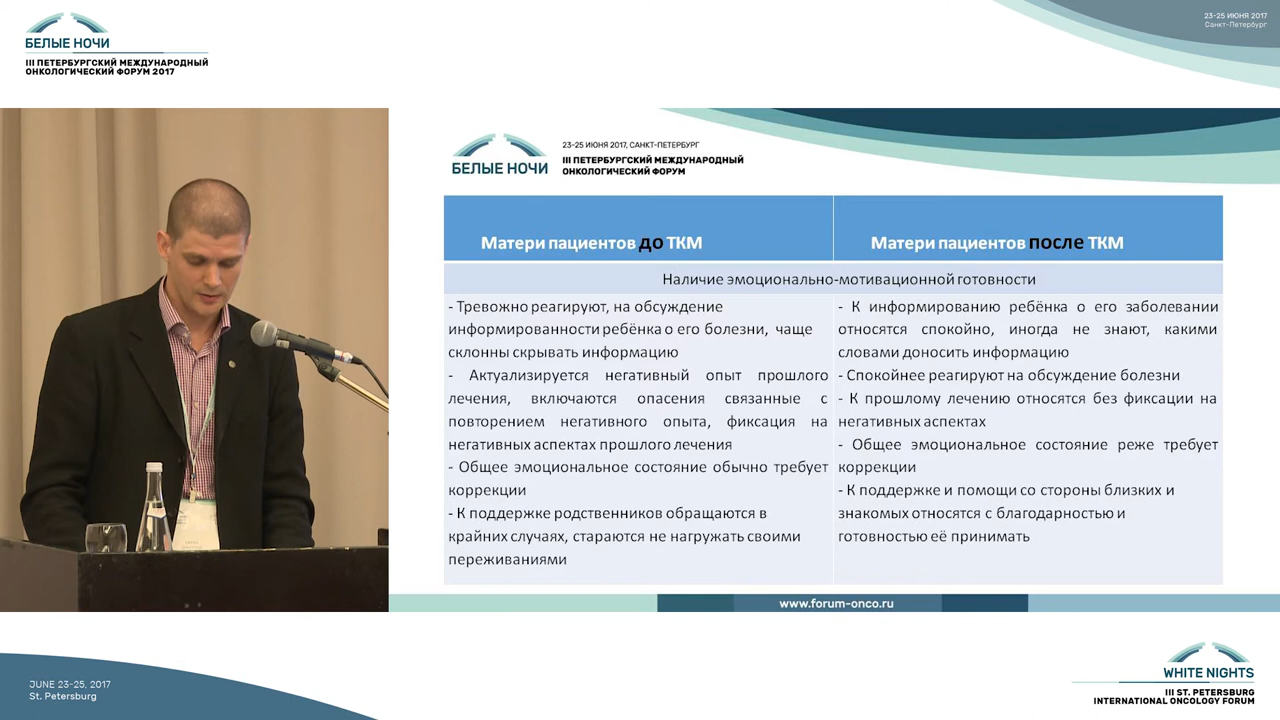 БЕЛЫЕ НОЧИ
III ПЕТЕРБУРГСКИЙ МЕЖДУНАРОДНЫЙ
ОНКОЛОГИЧЕСКИЙ ФОРУМ 2017
23-25 ИЮНЯ 2017
Санкт-Петербург
БЕЛЫЕ НОЧИ
23-25 ИЮНЯ 2017, САНКТ-ПЕТЕРБУРГ
III ПЕТЕРБУРГСКИЙ МЕЖДУНАРОДНЫЙ
ОНКОЛОГИЧЕСКИЙ ФОРУМ
Матери пациентов до ТКМ
Матери пациентов после ТКМ
Наличие эмоционально-мотивационной готовности
- Тревожно реагируют, на обсуждение
информированности ребёнка о его болезни, чаще
склонны скрывать информацию
- Актуализируется негативный опыт прошлого
лечения, включаются опасения связанные с
повторением негативного опыта, фиксация на
негативных аспектах прошлого лечения
- Общее эмоциональное состояние обычно требует
коррекции
- К поддержке родственников обращаются в
крайних случаях, стараются не нагружать своими
переживаниями
- К информированию ребёнка о его заболевании
относятся спокойно, иногда не знают, какими
словами доносить информацию
- Спокойнее реагируют на обсуждение болезни
- К прошлому лечению относятся без фиксации на
негативных аспектах
- Общее эмоциональное состояние реже требует
коррекции
- К поддержке и помощи со стороны близких и
знакомых относятся с благодарностью и
готовностью её принимать
www.forum-onco.ru
JUNE 23-25, 2017
St. Petersburg
WHITE NIGHTS
III ST. PETERSBURG
INTERNATIONAL ONCOLOGY FORUM